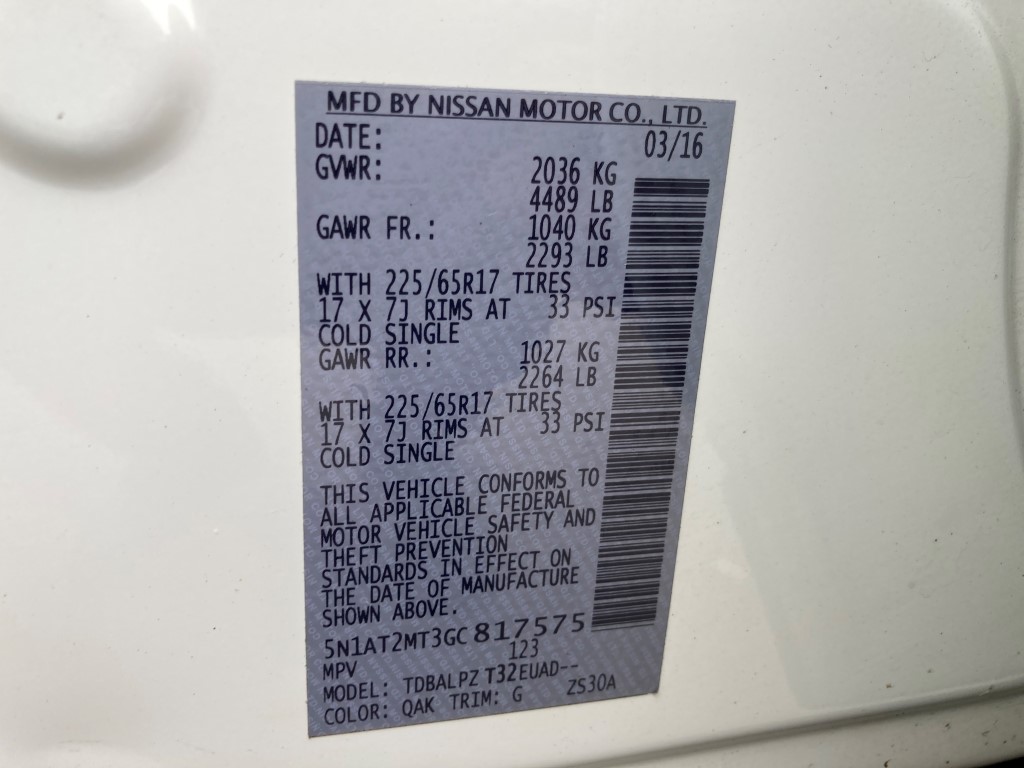 MFD BY NISSAN MOTOR CO., LTD.
DATE: 03/16
GVWR: 2036 KG
4489 LB
GAWR FR.: 1040 KG
2293 LB
WITH 225/65R17 TIRES
17 X 7J RIMS AT 33 PSI
COLD SINGLE
GAWR RR.: 1027 KG
2264 LB
WITH 225/65R17 TIRES
17 X 7J RIMS AT 33 PSI
COLD SINGLE
THIS VEHICLE CONFORMS TO
ALL APPLICABLE FEDERAL
MOTOR VEHICLE SAFETY AND
THEFT PREVENTION
STANDARDS IN EFFECT ON
THE DATE OF MANUFACTURE
SHOWN ABOVE.
5N1AT2MT3GC817575
MPV 123
MODEL: TDBALPZ T32EUAD--
COLOR: QAK TRIM: G ZS30A